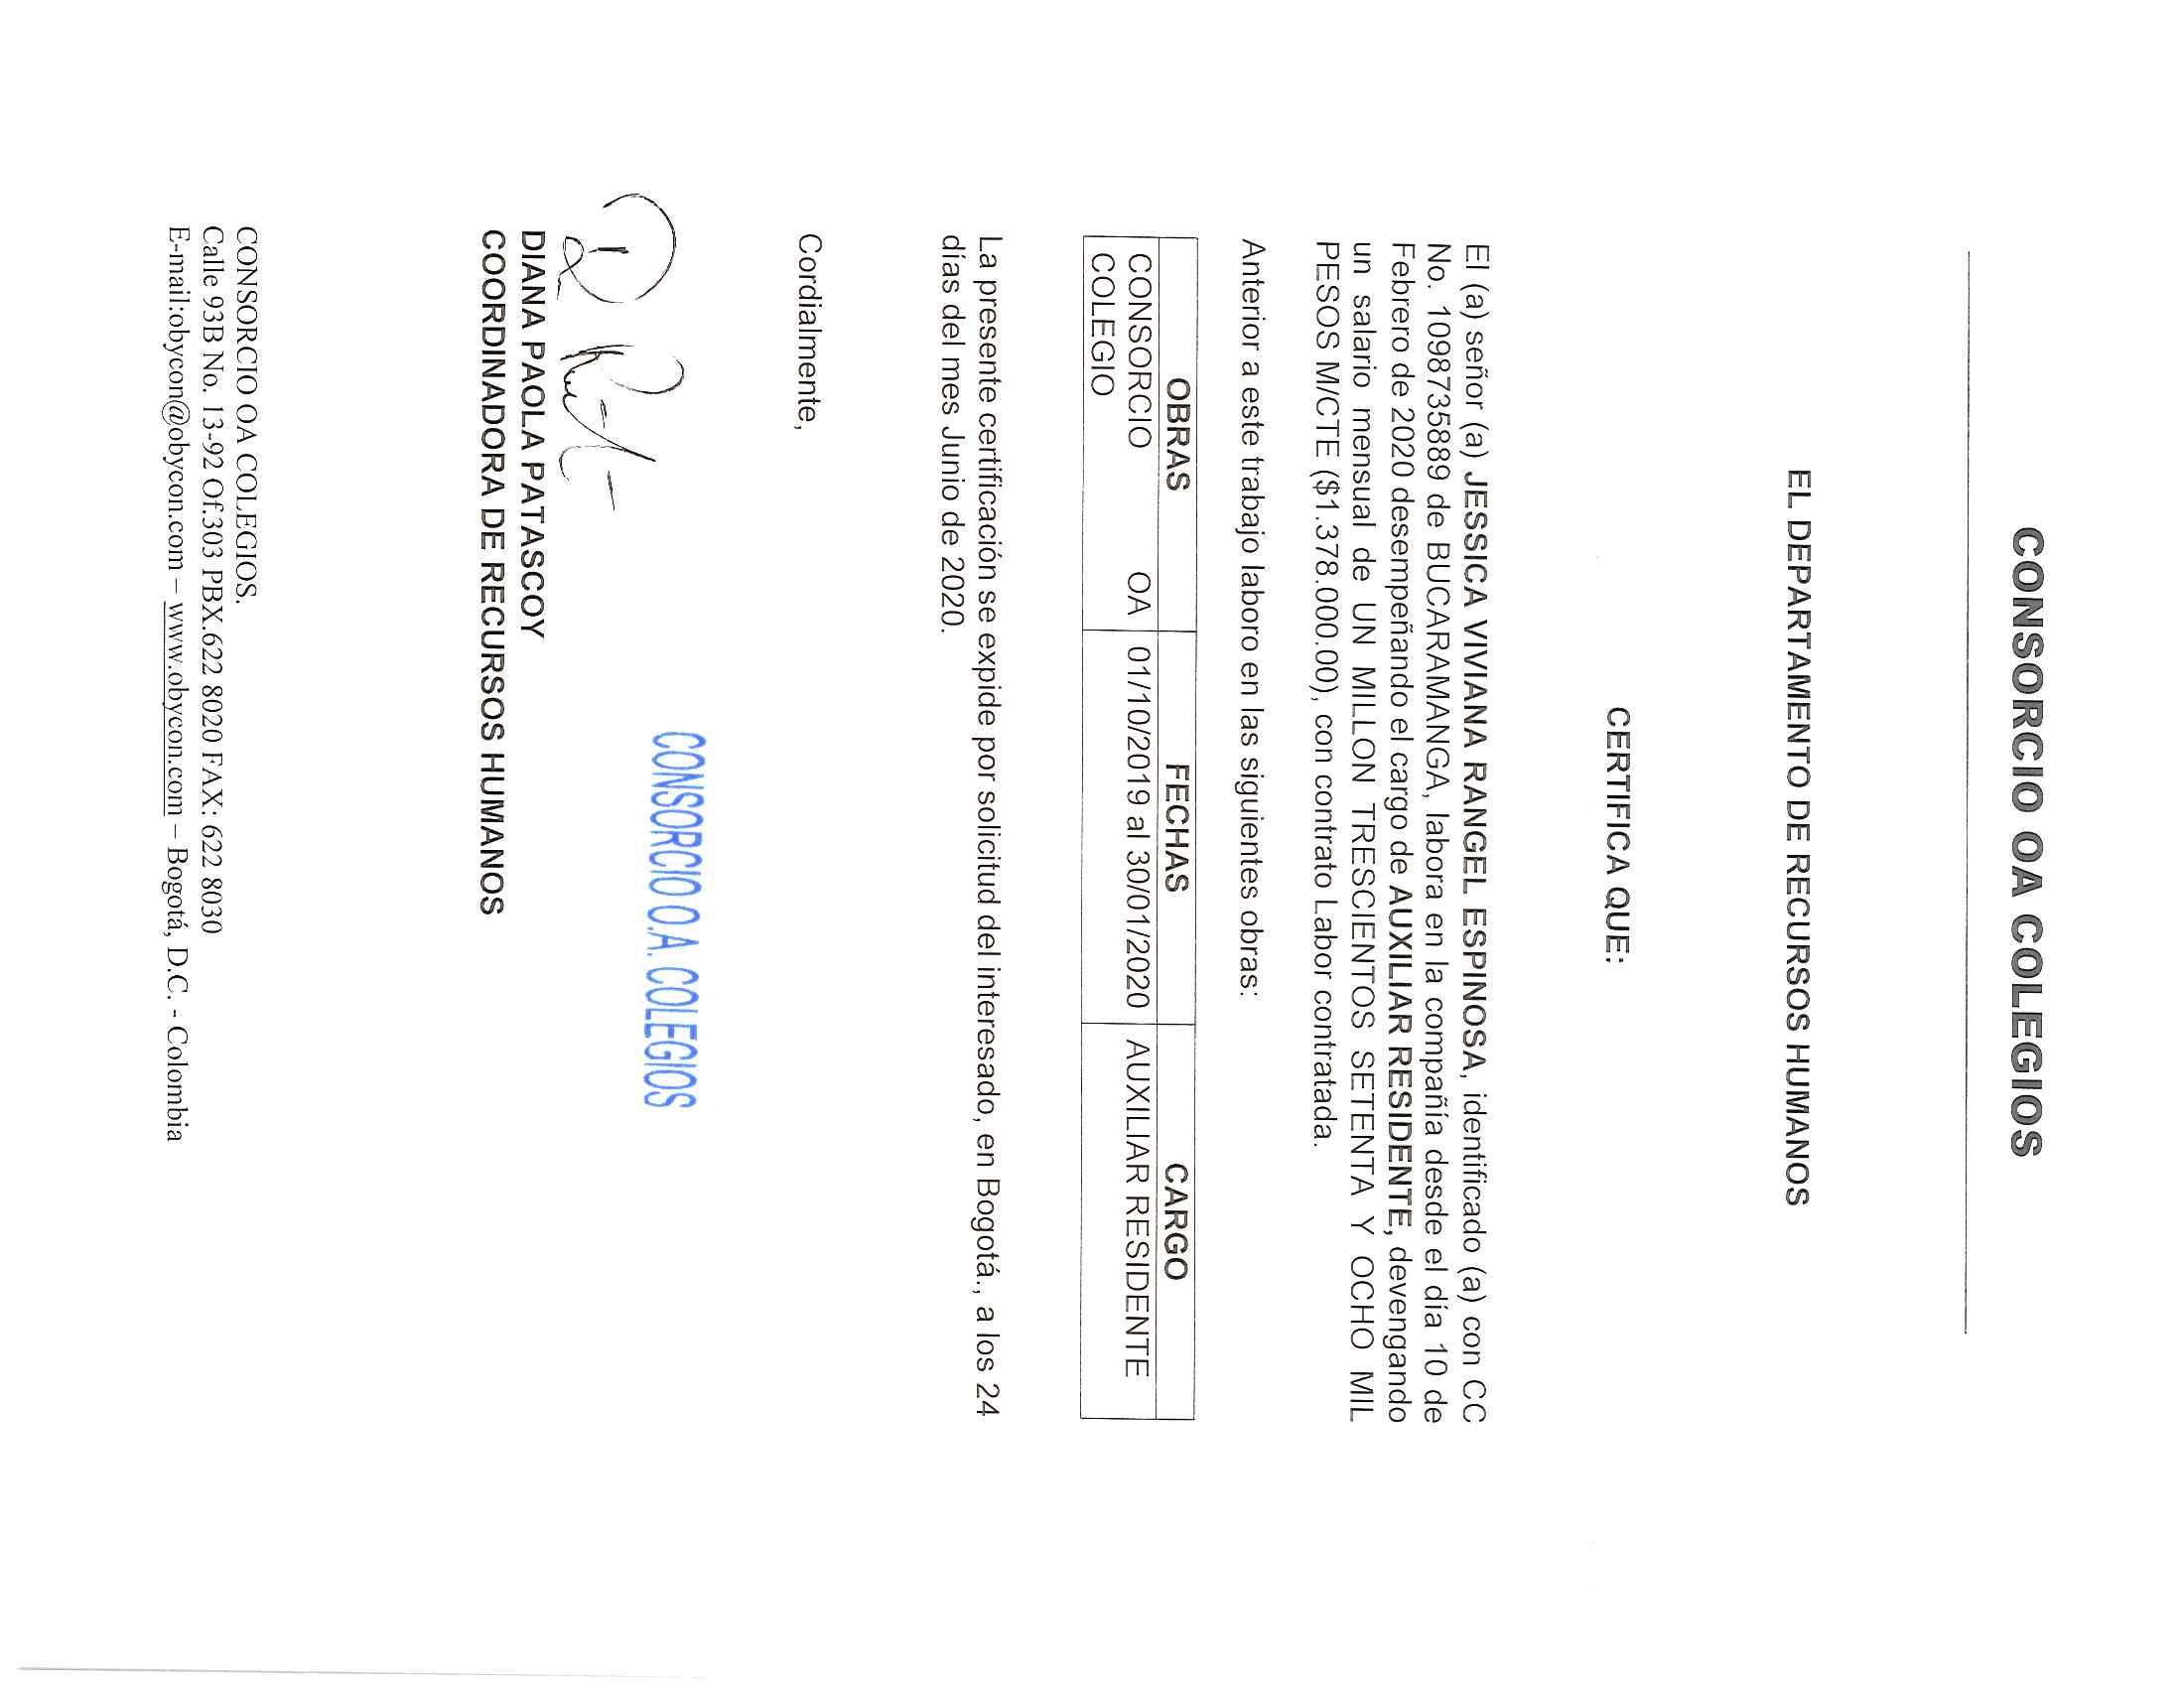 CONSORCIO OA COLEGIOS
EL DEPARTAMENTO DE RECURSOS HUMANOS
CERTIFICA QUE:
El (a) señor (a) JESSICA VIVIANA RANGEL ESPINOSA, identificado (a) con CC
No. 1098735889 de BUCARAMANGA, labora en la compañía desde el día 10 de
Febrero de 2020 desempeñando el cargo de AUXILIAR RESIDENTE, devengando
un salario mensual de UN MILLON TRESCIENTOS SETENTA Y OCHO MIL
PESOS M/CTE ($1.378.000.00), con contrato Labor contratada.
Anterior a este trabajo laboro en las siguientes obras:
OBRAS FECHAS CARGO
CONSORCIO OA 01/10/2019 al 30/01/2020 AUXILIAR RESIDENTE
COLEGIO
La presente certificación se expide por solicitud del interesado, en Bogotá., a los 24
días del mes Junio de 2020.
Cordialmente,
CONSORCIO O.A. COLEGIOS
DIANA PAOLA PATASCOY
COORDINADORA DE RECURSOS HUMANOS
CONSORCIO OA COLEGIOS.
Calle 93B No. 13-92 Of.303 PBX.622 8020 FAX: 622 8030
E-mail:obycon@obycon.com – www.obycon.com – Bogotá, D.C. - Colombia